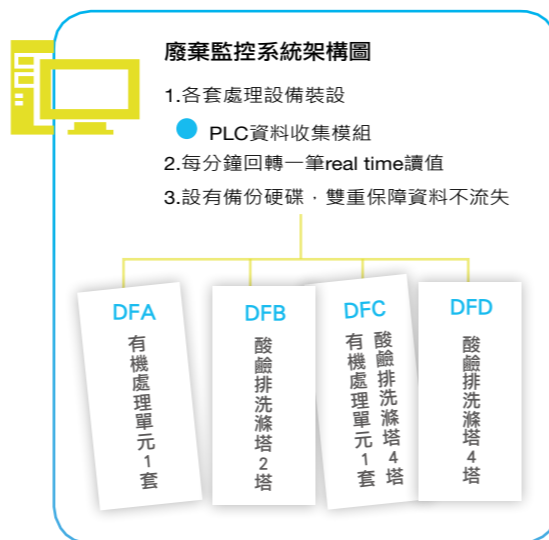 廢棄監控系統架構圖
1.各套處理設備裝設
PLC資料收集模組
2.每分鐘回轉一筆real time讀值
3.設有備份硬碟，雙重保障資料不流失
DFA
有機處理單元1套
DFB
酸鹼排洗滌塔2塔
DFC
酸鹼排洗滌塔4塔
有機處理單元1套
DFD
酸鹼排洗滌塔4塔